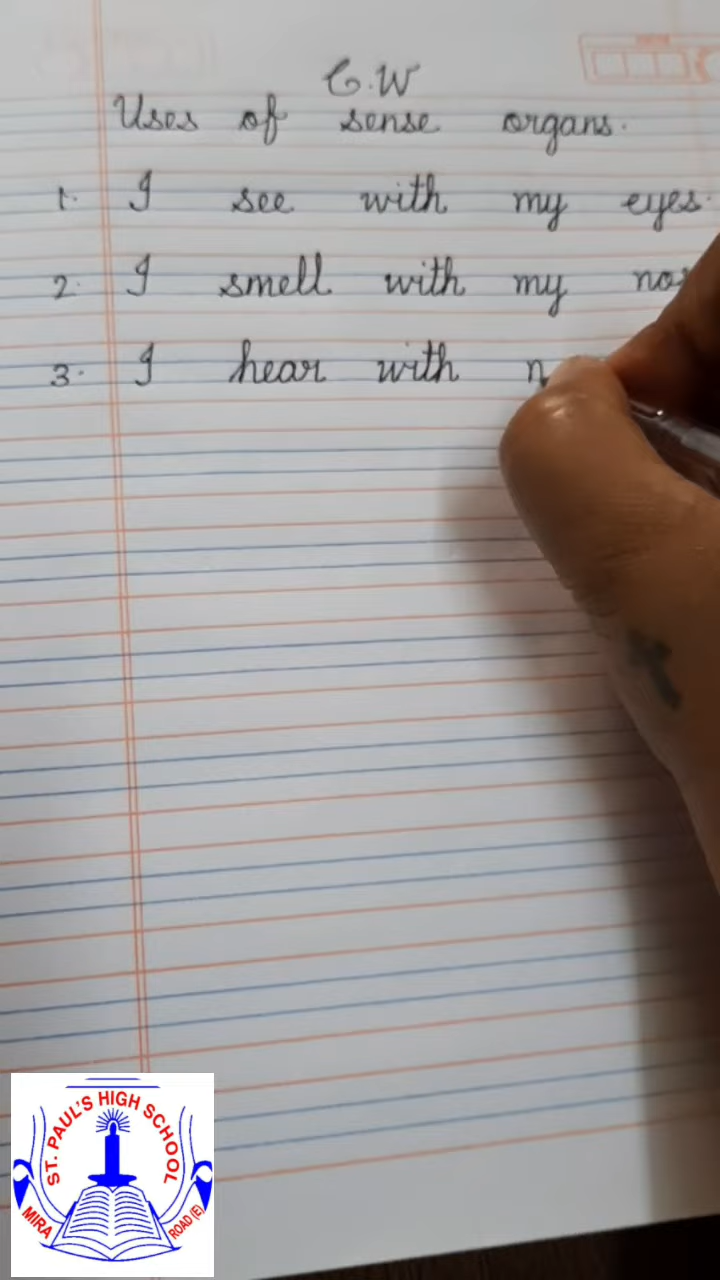 C.W
Uses of sense organs.
1. I see with my eyes.
2. I smell with my
3. I hear with
ST. PAUL'S HIGH SCHOOL
MIRA ROAD (E)